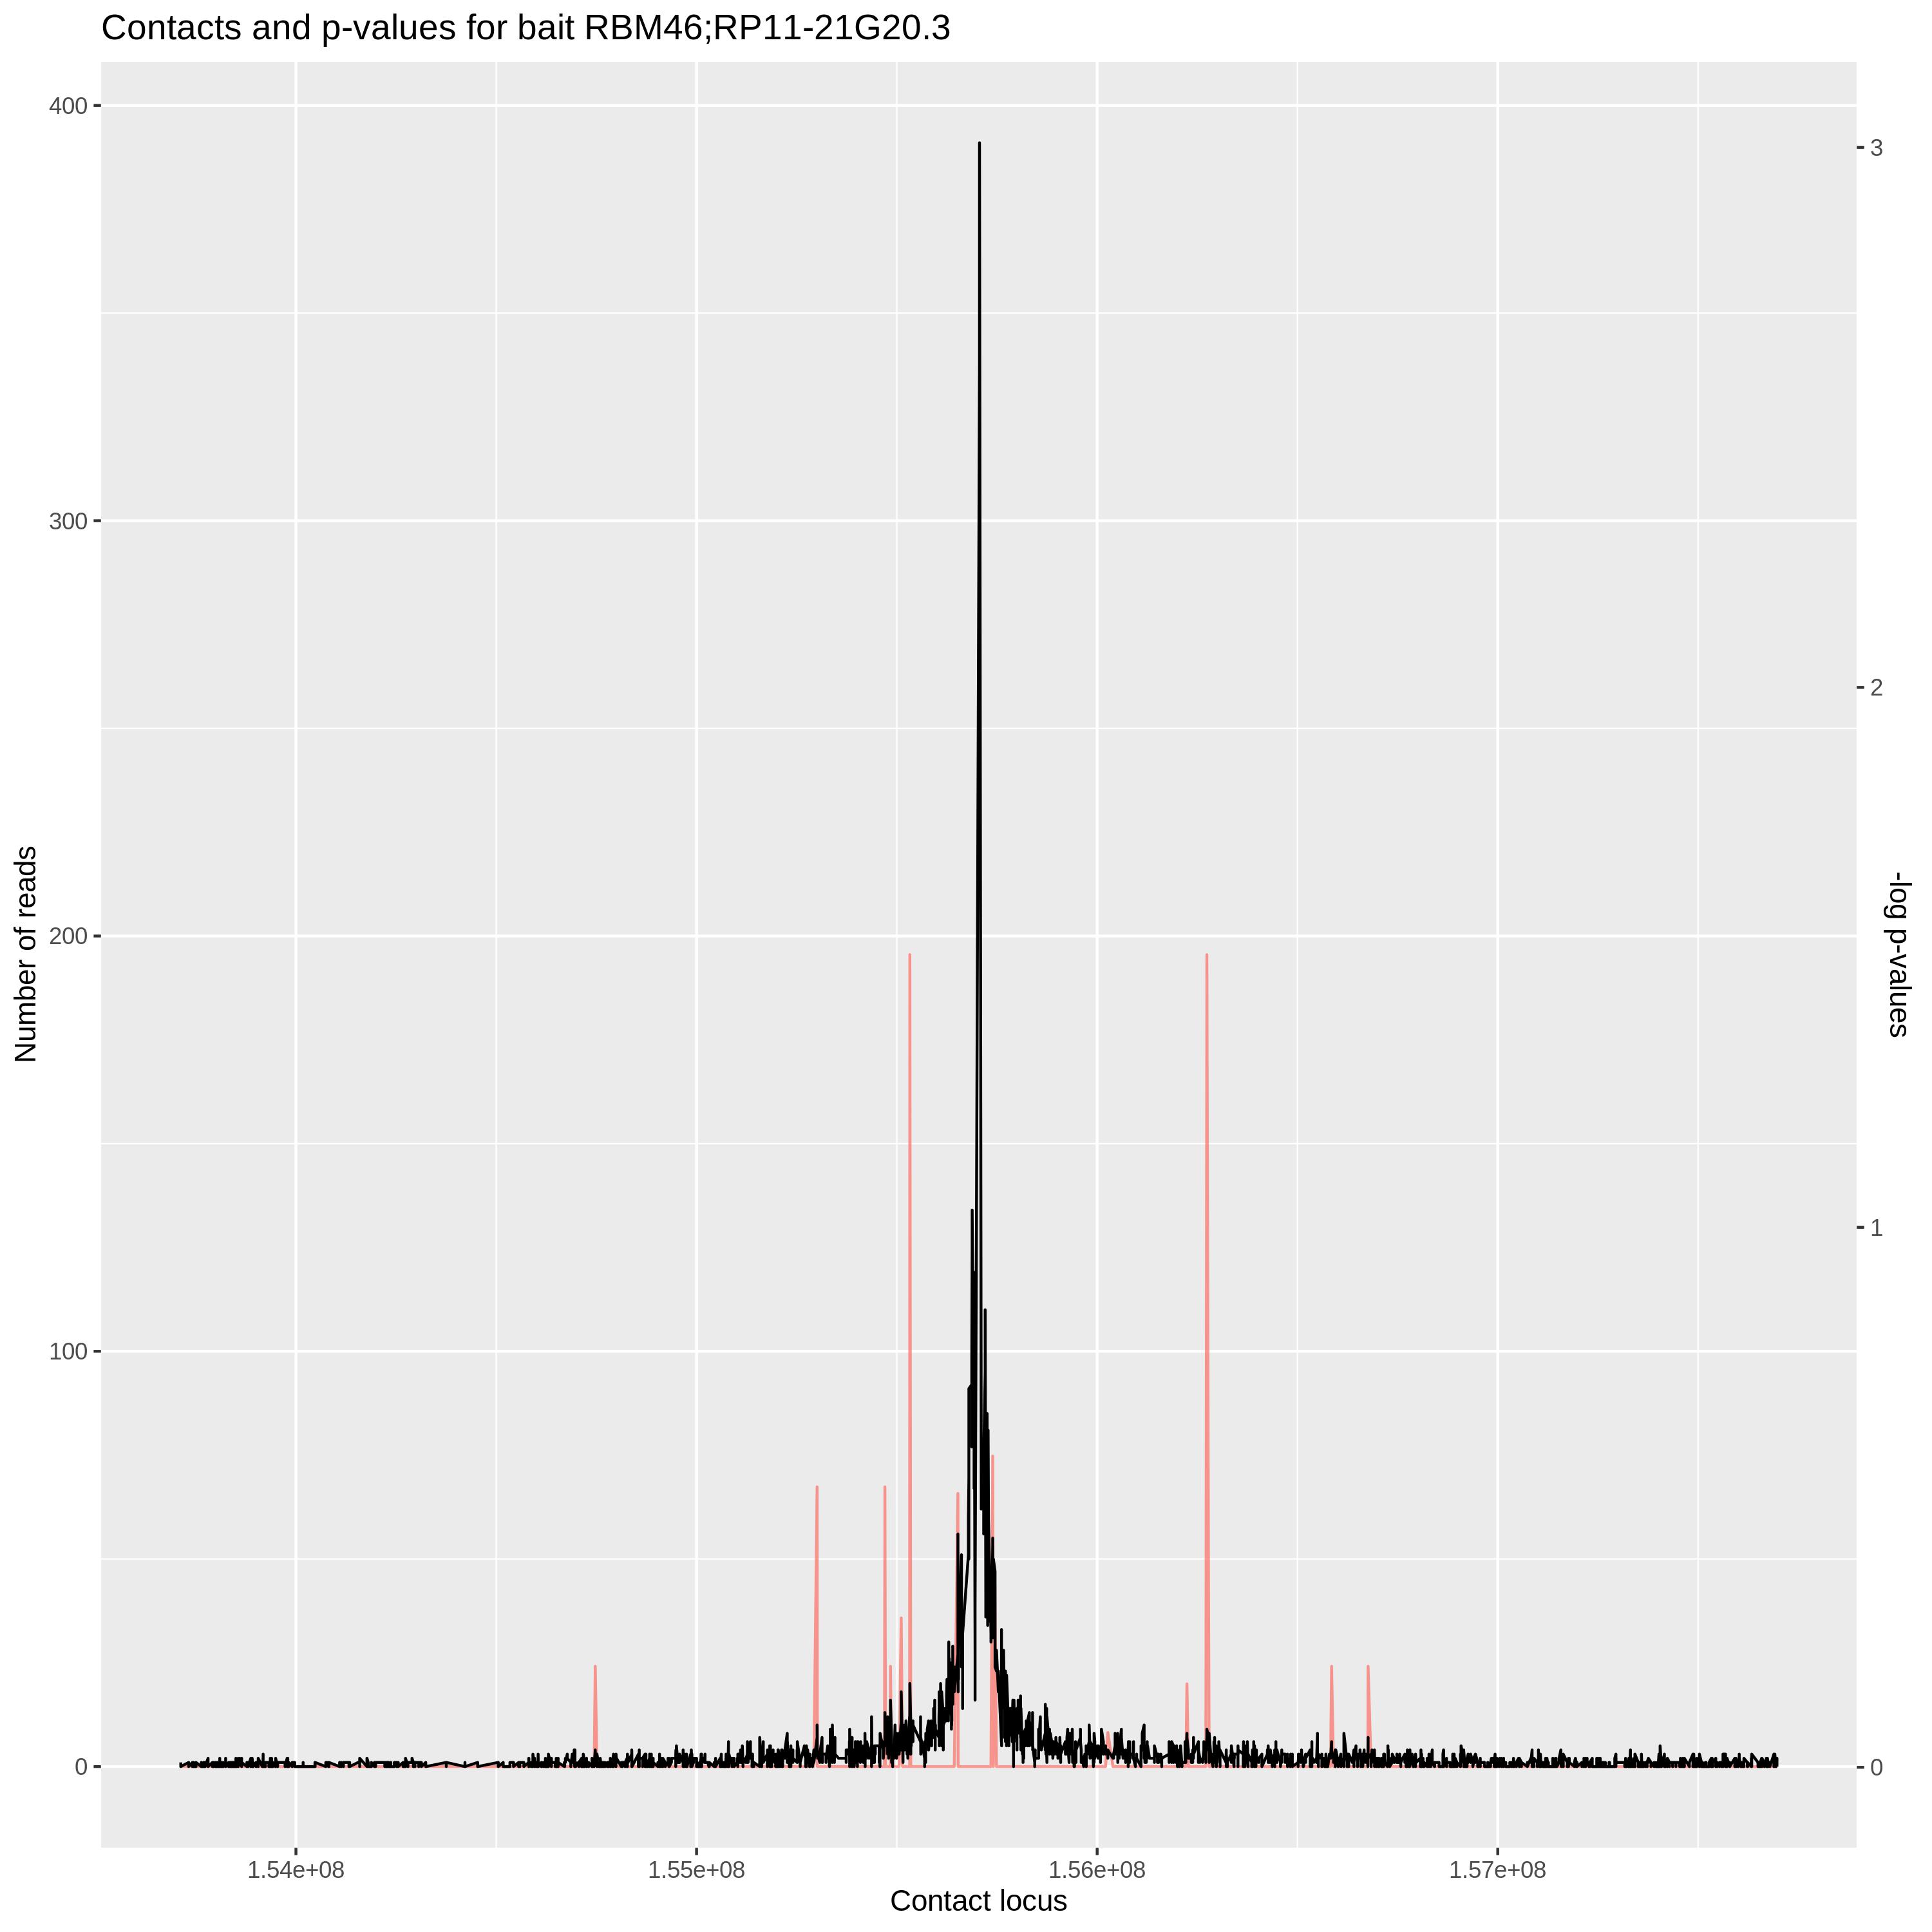 Contacts and p-values for bait RBM46;RP11-21G20.3
400
300
200
100
0
Number of reads
3
2
1
0
-log p-values
1.54e+08
1.55e+08
1.56e+08
1.57e+08
Contact locus